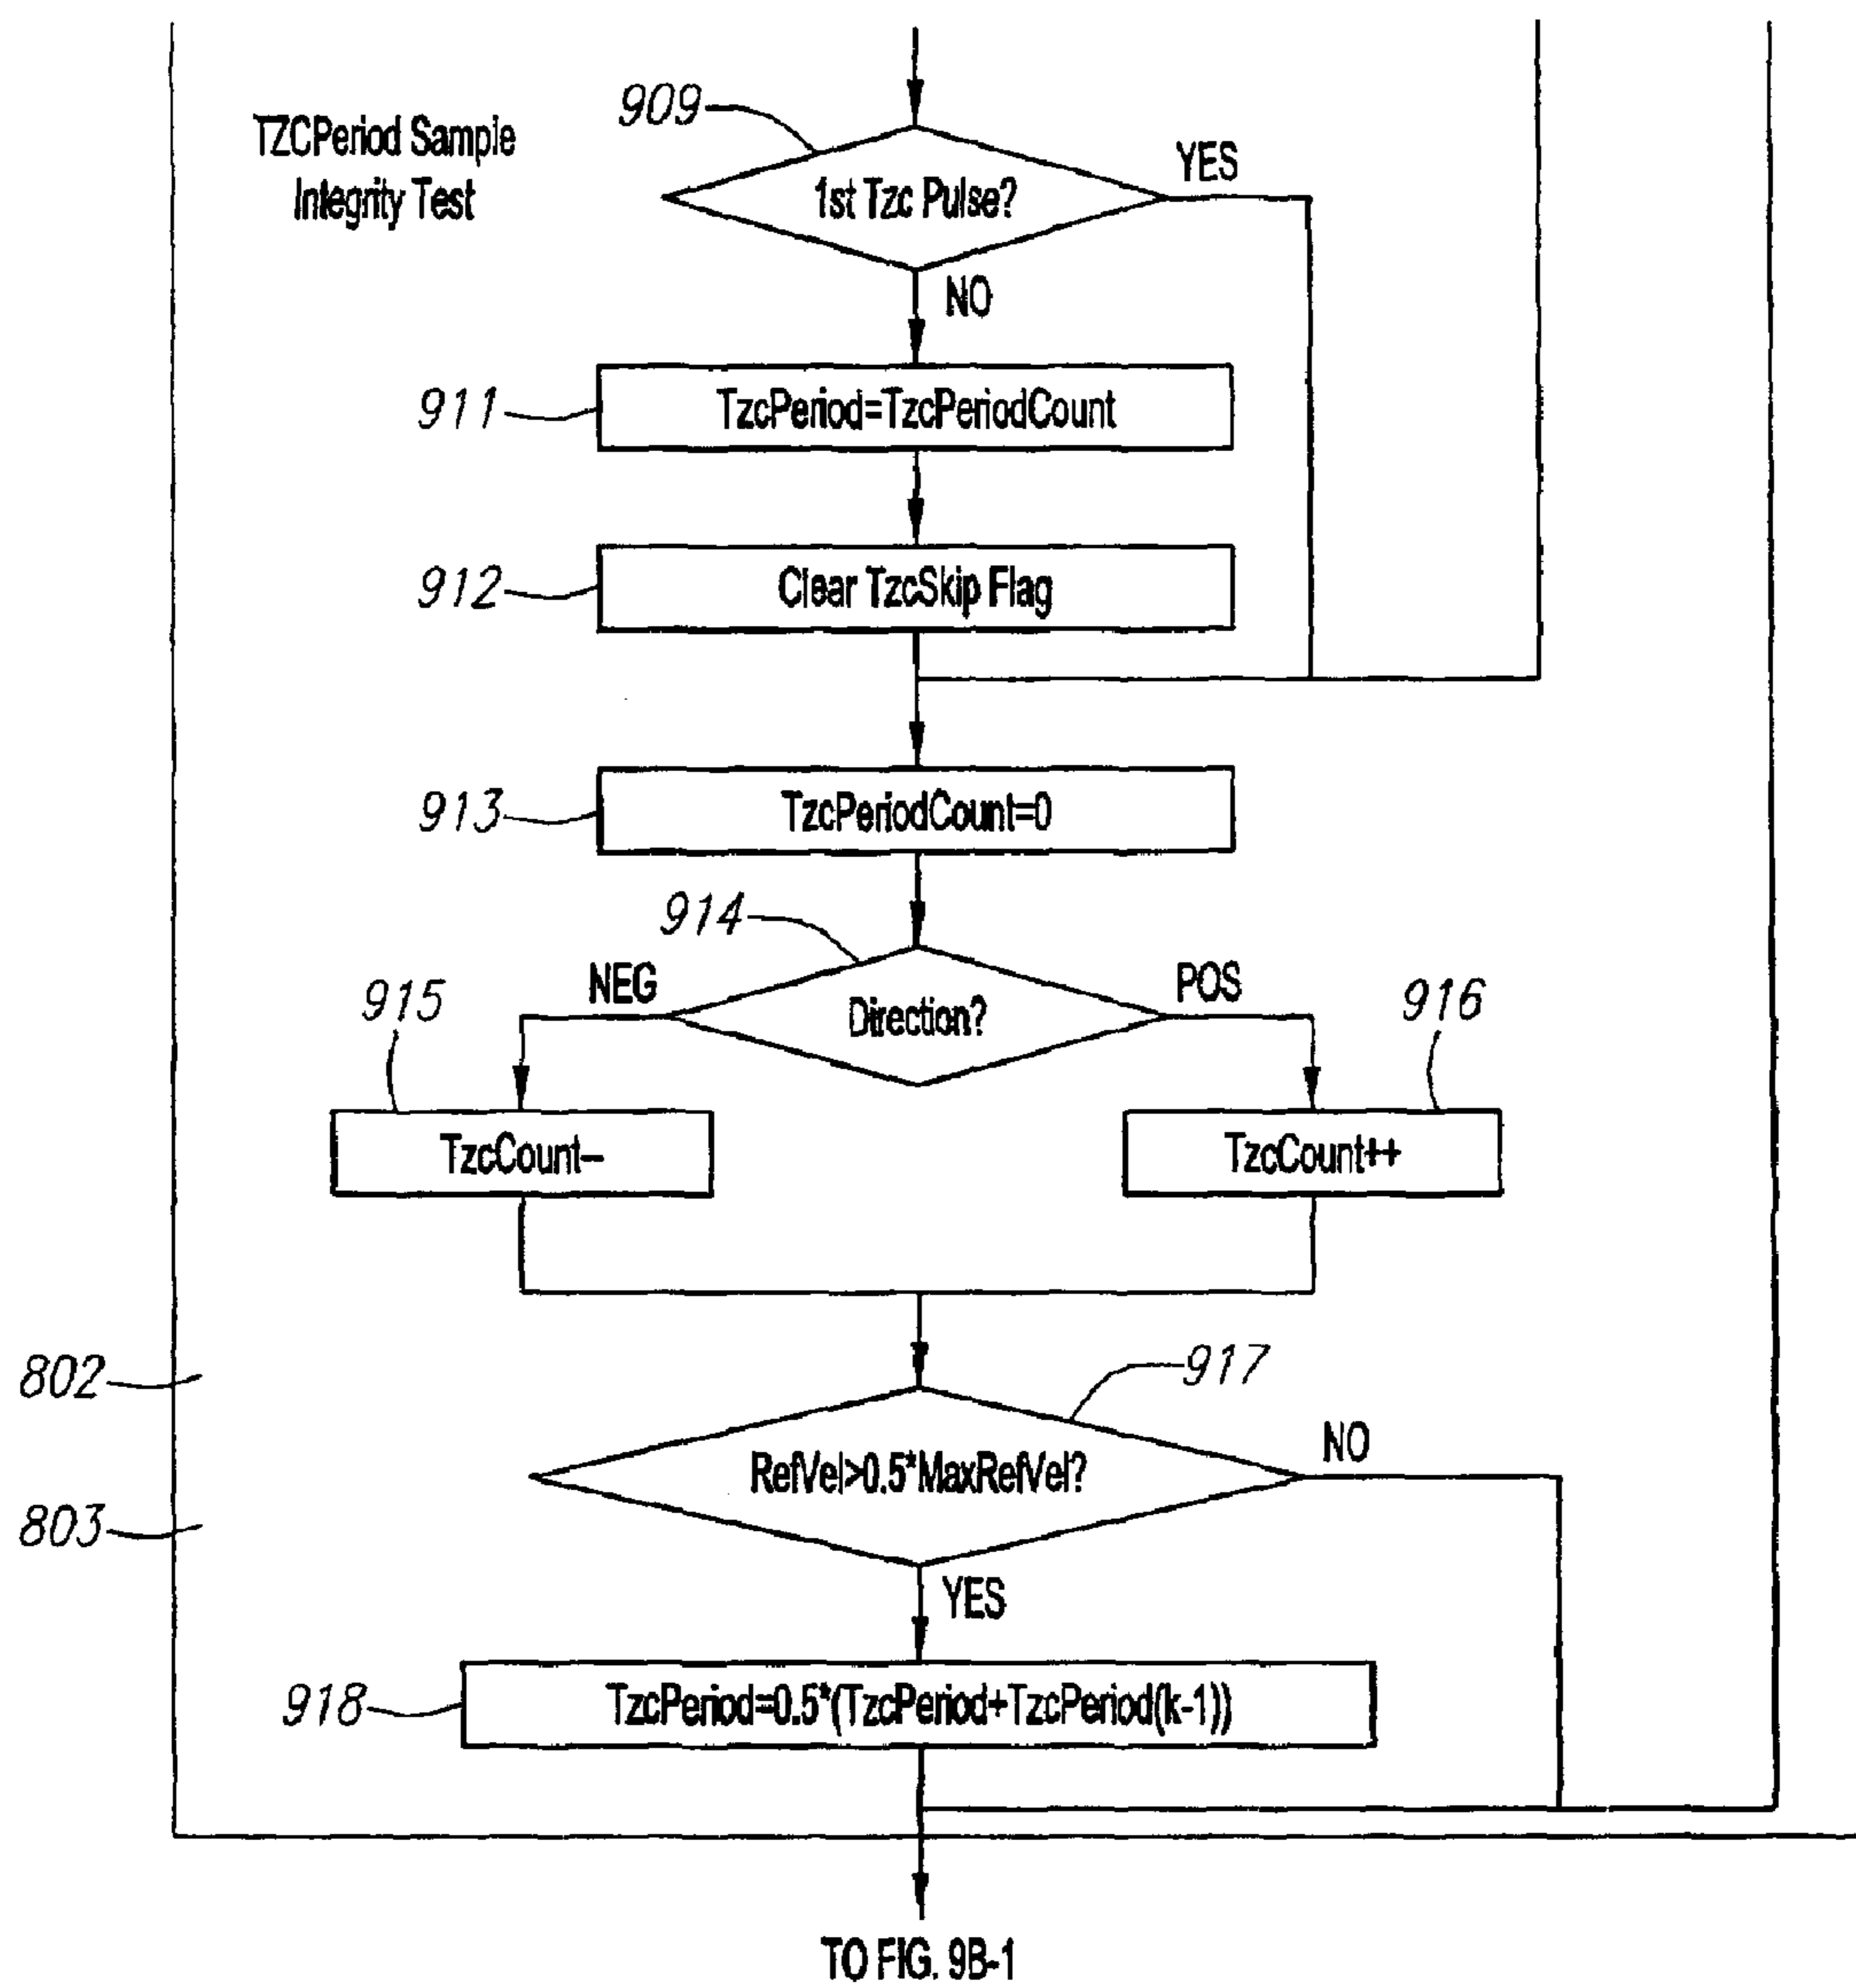 909
TZCPeriod Sample
Integrity Test
1st Tzc Pulse?
YES
NO
911
TzcPeriod=TzcPeriodCount
912
Clear TzcSkip Flag
913
TzcPeriodCount=0
914
NEG
POS
915
Direction?
916
TzcCount--
TzcCount++
917
802
NO
RefVel>0.5*MaxRefVel?
803
YES
918
TzcPeriod=0.5*(TzcPeriod+TzcPeriod(k-1))
TO FIG. 9B-1